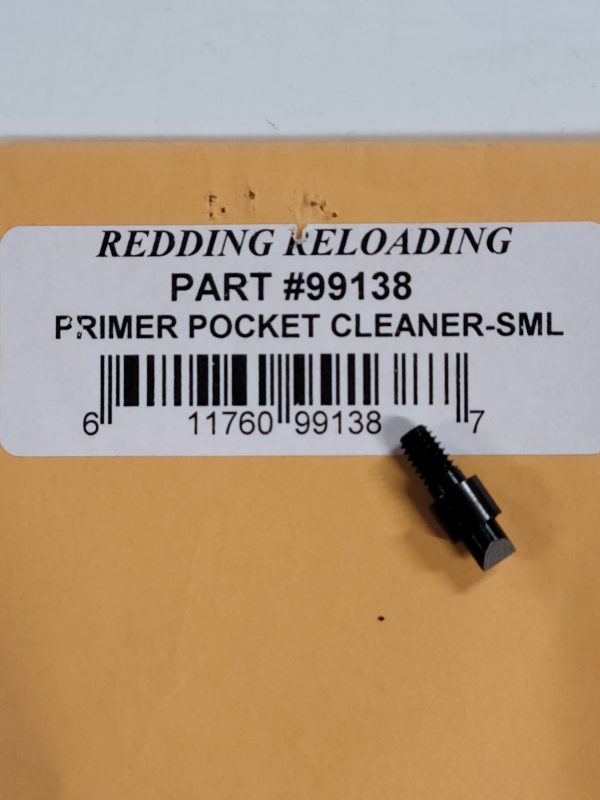 REDDING RELOADING
PART #99138
PRIMER POCKET CLEANER-SML
6 11760 99138 7